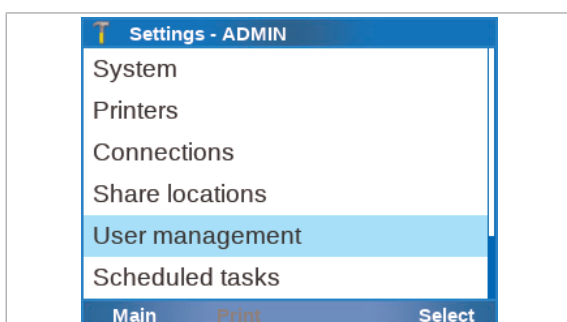 Settings - ADMIN
System
Printers
Connections
Share locations
User management
Scheduled tasks
Main Print Select